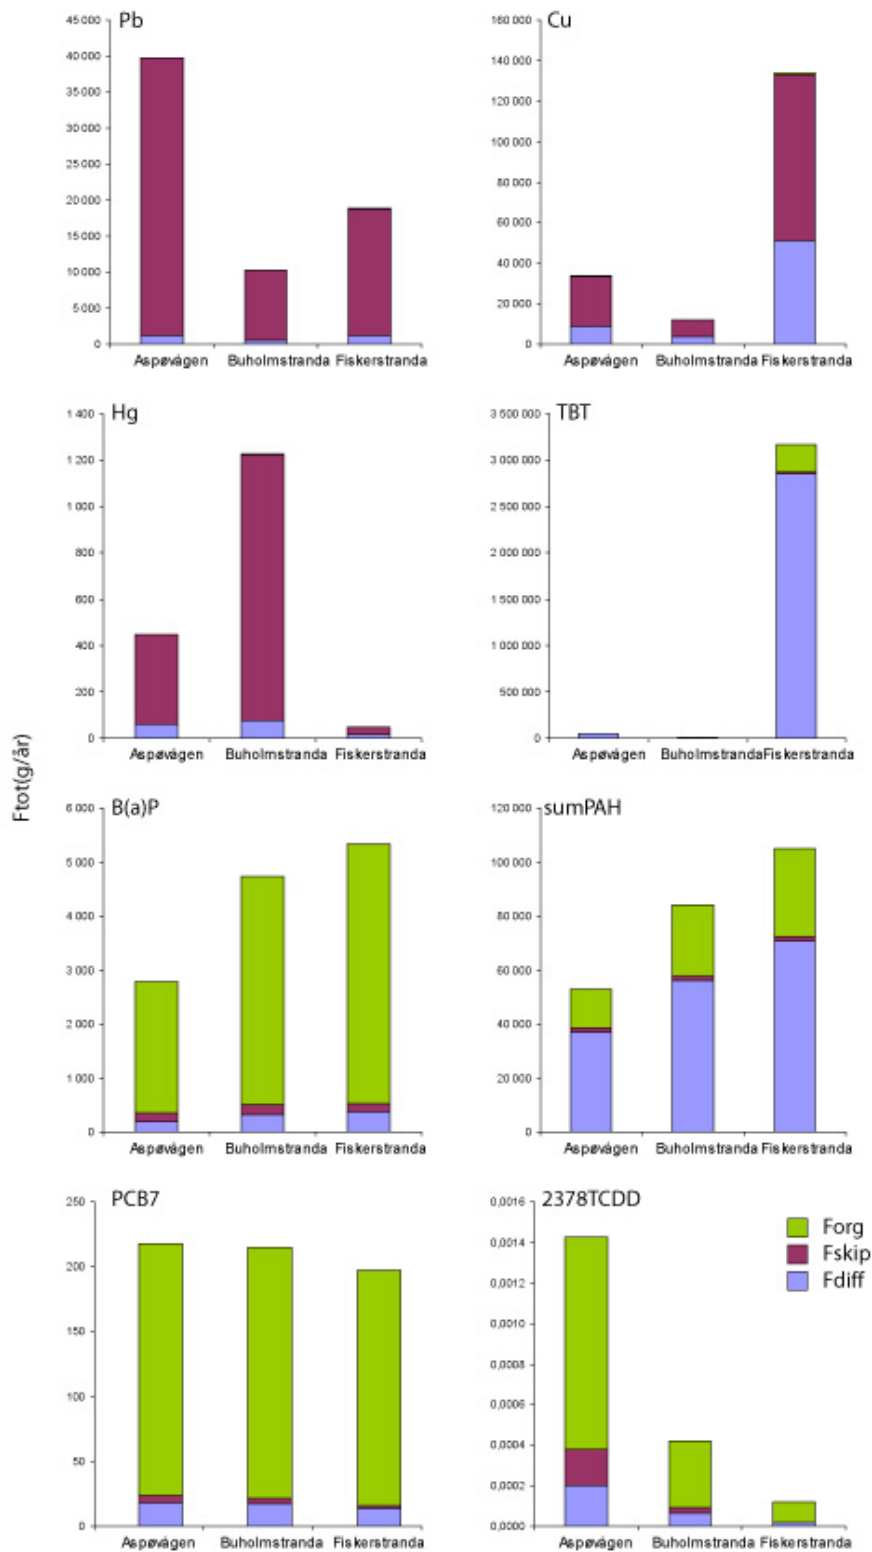 Pb
45 000
40 000
35 000
30 000
25 000
20 000
15 000
10 000
5 000
0
Aspøvågen Buholmstranda Fiskerstranda
Cu
160 000
140 000
120 000
100 000
80 000
60 000
40 000
20 000
0
Aspøvågen Buholmstranda Fiskerstranda
Hg
1 400
1 200
1 000
800
600
400
200
0
Aspøvågen Buholmstranda Fiskerstranda
TBT
3 500 000
3 000 000
2 500 000
2 000 000
1 500 000
1 000 000
500 000
0
Aspøvågen Buholmstranda Fiskerstranda
Ftot(g/år)
B(a)P
6 000
5 000
4 000
3 000
2 000
1 000
0
Aspøvågen Buholmstranda Fiskerstranda
sumPAH
120 000
100 000
80 000
60 000
40 000
20 000
0
Aspøvågen Buholmstranda Fiskerstranda
PCB7
250
200
150
100
50
0
Aspøvågen Buholmstranda Fiskerstranda
2378TCDD
0,0016
0,0014
0,0012
0,0010
0,0008
0,0006
0,0004
0,0002
0,0000
Aspøvågen Buholmstranda Fiskerstranda
Forg
Fskip
Fdiff